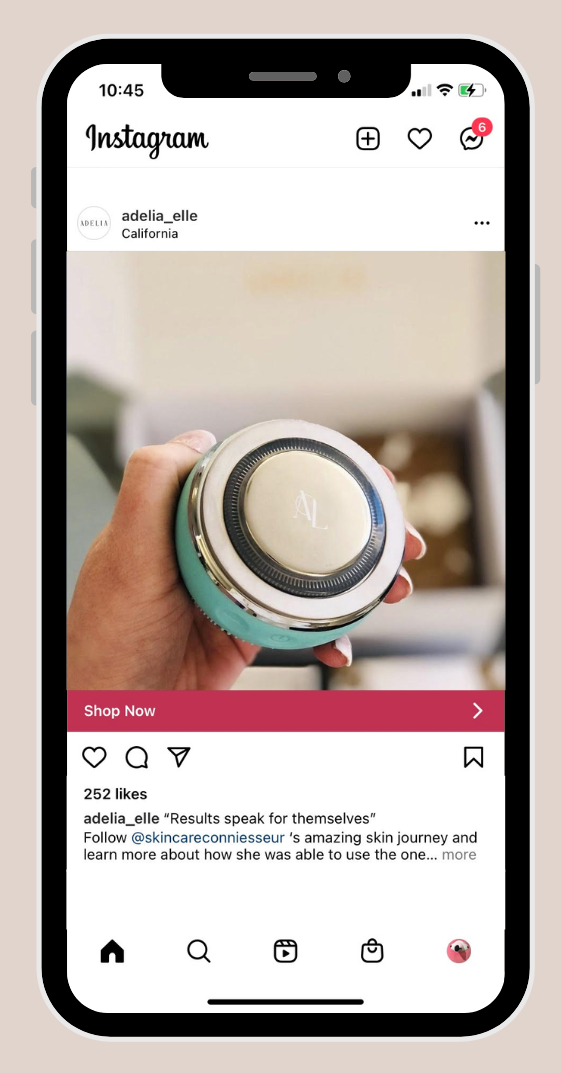 10:45
Instagram
6
ADELIA
adelia_elle
California
AL
Shop Now
252 likes
adelia_elle “Results speak for themselves”
Follow @skincareconniesseur ‘s amazing skin journey and
learn more about how she was able to use the one... more